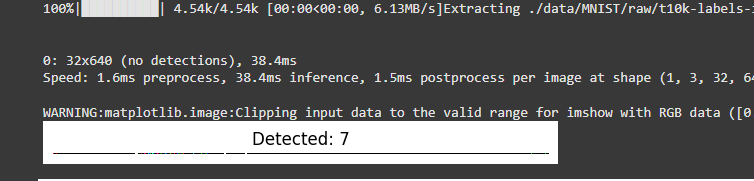 100%|██████████| 4.54k/4.54k [00:00<00:00, 6.13MB/s]Extracting ./data/MNIST/raw/t10k-labels-
0: 32x640 (no detections), 38.4ms
Speed: 1.6ms preprocess, 38.4ms inference, 1.5ms postprocess per image at shape (1, 3, 32, 64
WARNING:matplotlib.image:Clipping input data to the valid range for imshow with RGB data ([0
Detected: 7